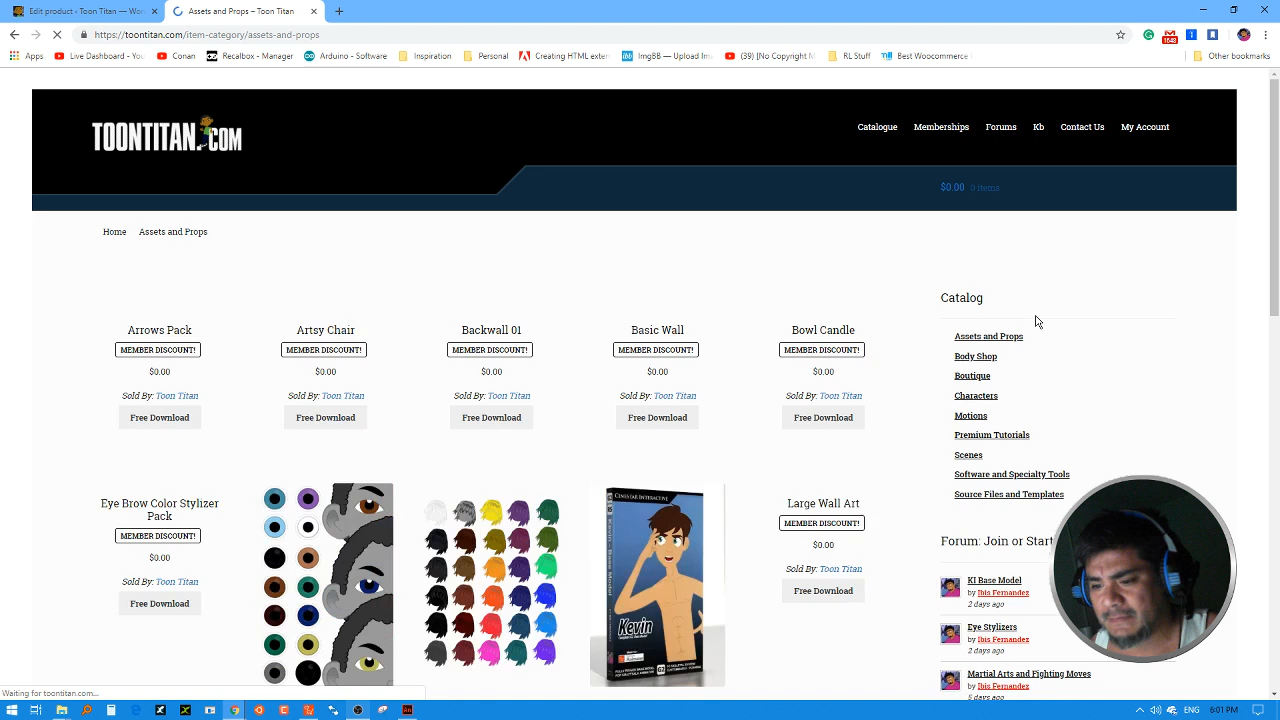 Edit product ‹ Toon Titan — Woo
Assets and Props – Toon Titan
https://toontitan.com/item-category/assets-and-props
Apps
Live Dashboard - You
Conan
Recalbox - Manager
Arduino - Software
Inspiration
Personal
Creating HTML exten
ImgBB — Upload Im
(39) [No Copyright M
RL Stuff
Best Woocommerce
Other bookmarks
TOONTITAN.COM
Catalogue
Memberships
Forums
Kb
Contact Us
My Account
$0.00 0 items
Home
Assets and Props
Catalog
Arrows Pack
Artsy Chair
Backwall 01
Basic Wall
Bowl Candle
MEMBER DISCOUNT!
MEMBER DISCOUNT!
MEMBER DISCOUNT!
MEMBER DISCOUNT!
MEMBER DISCOUNT!
$0.00
$0.00
$0.00
$0.00
$0.00
Sold By: Toon Titan
Sold By: Toon Titan
Sold By: Toon Titan
Sold By: Toon Titan
Sold By: Toon Titan
Free Download
Free Download
Free Download
Free Download
Free Download
Assets and Props
Body Shop
Boutique
Characters
Motions
Premium Tutorials
Scenes
Software and Specialty Tools
Source Files and Templates
Eye Brow Color Stylizer
Pack
MEMBER DISCOUNT!
$0.00
Sold By: Toon Titan
Free Download
CINESTAR INTERACTIVE
Kevin
Large Wall Art
MEMBER DISCOUNT!
$0.00
Sold By: Toon Titan
Free Download
Forum: Join or Start
KI Base Model
by Ibis Fernandez
2 days ago
Eye Stylizers
by Ibis Fernandez
2 days ago
Martial Arts and Fighting Moves
by Ibis Fernandez
5 days ago
Waiting for toontitan.com...
ENG
6:01 PM